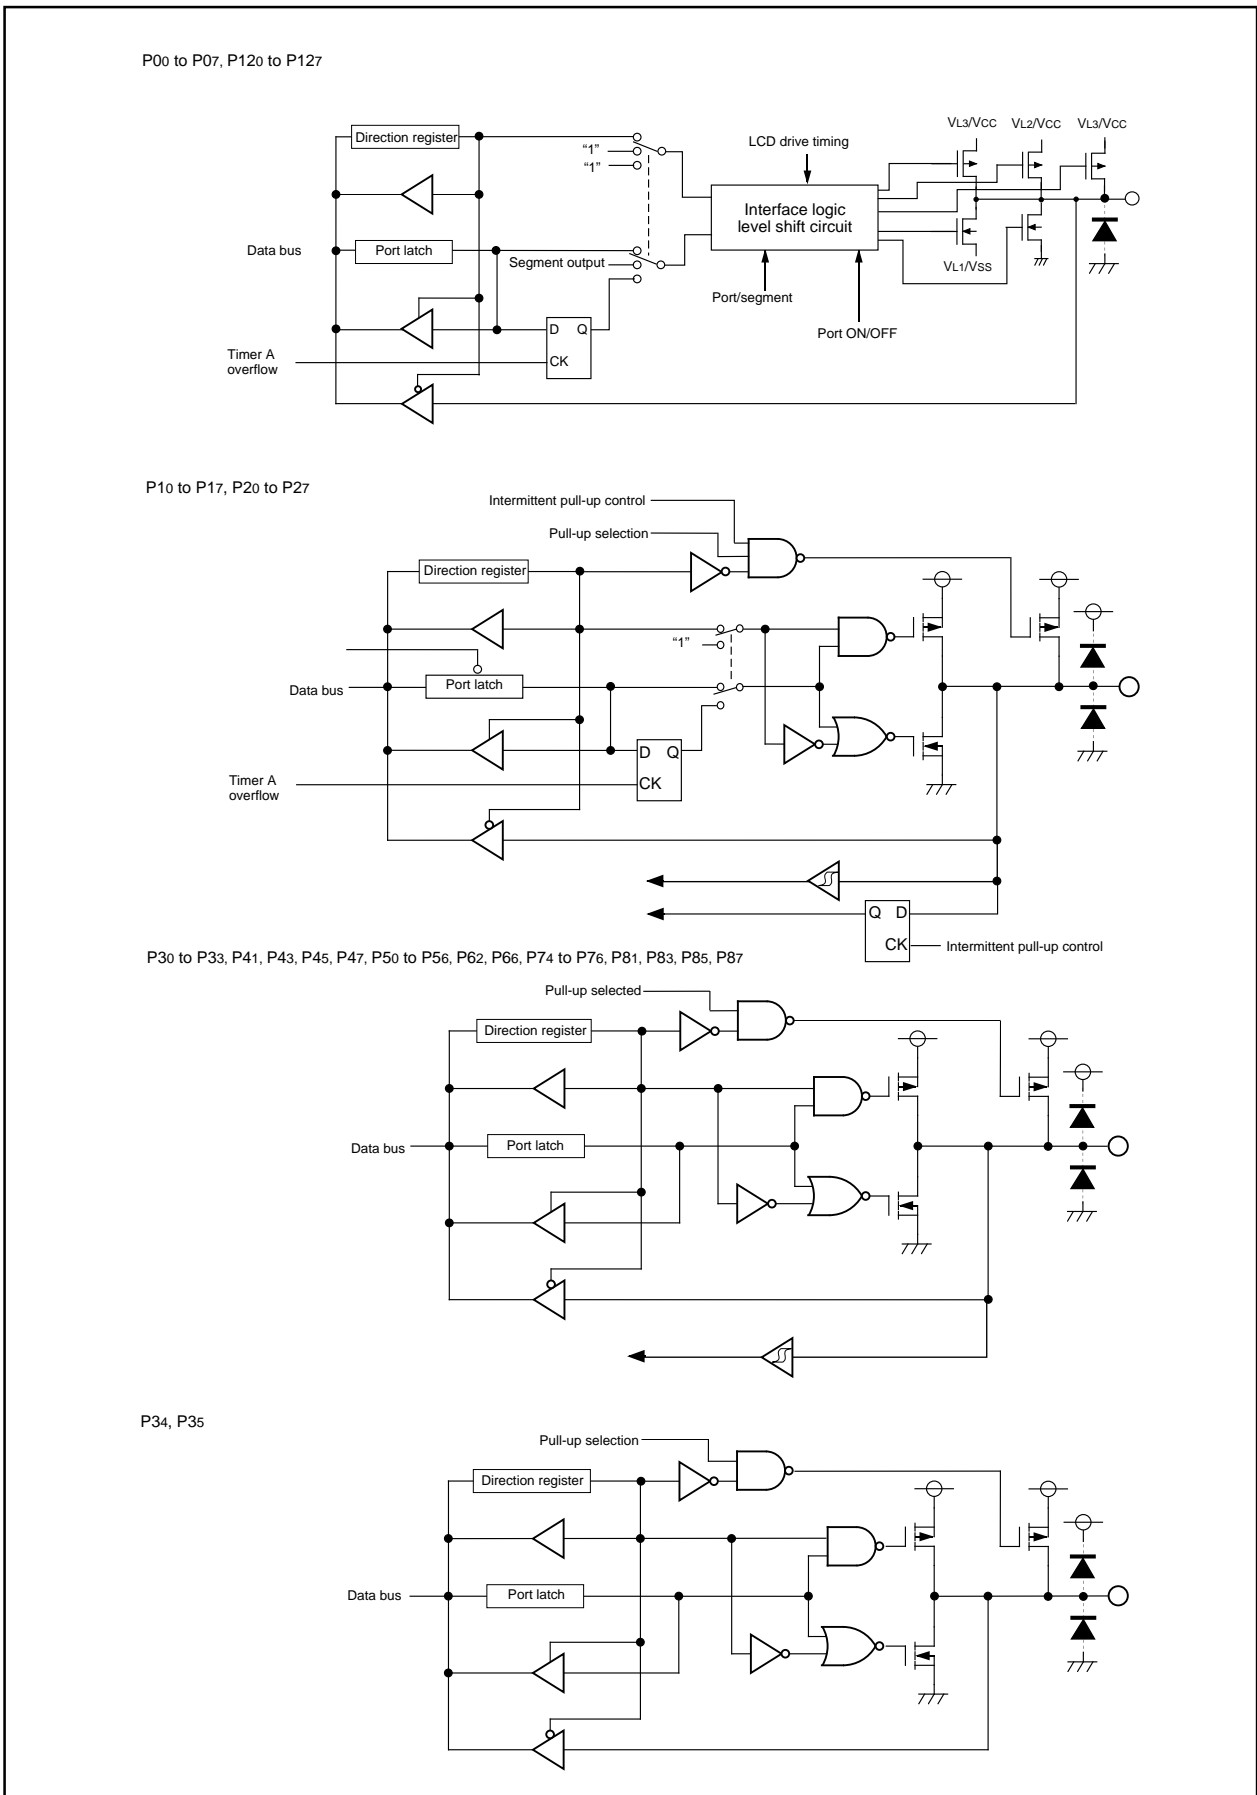 P00 to P07, P120 to P127
VL3/VCC VL2/VCC VL3/VCC
Direction register
LCD drive timing
“1”
“1”
Interface logic
level shift circuit
Data bus
Port latch
Segment output
VL1/VSS
Port/segment
D Q
Port ON/OFF
Timer A
overflow
CK
P10 to P17, P20 to P27
Intermittent pull-up control
Pull-up selection
Direction register
“1”
Data bus
Port latch
D Q
Timer A
overflow
CK
Q D
CK
Intermittent pull-up control
P30 to P33, P41, P43, P45, P47, P50 to P56, P62, P66, P74 to P76, P81, P83, P85, P87
Pull-up selected
Direction register
Data bus
Port latch
P34, P35
Pull-up selection
Direction register
Data bus
Port latch